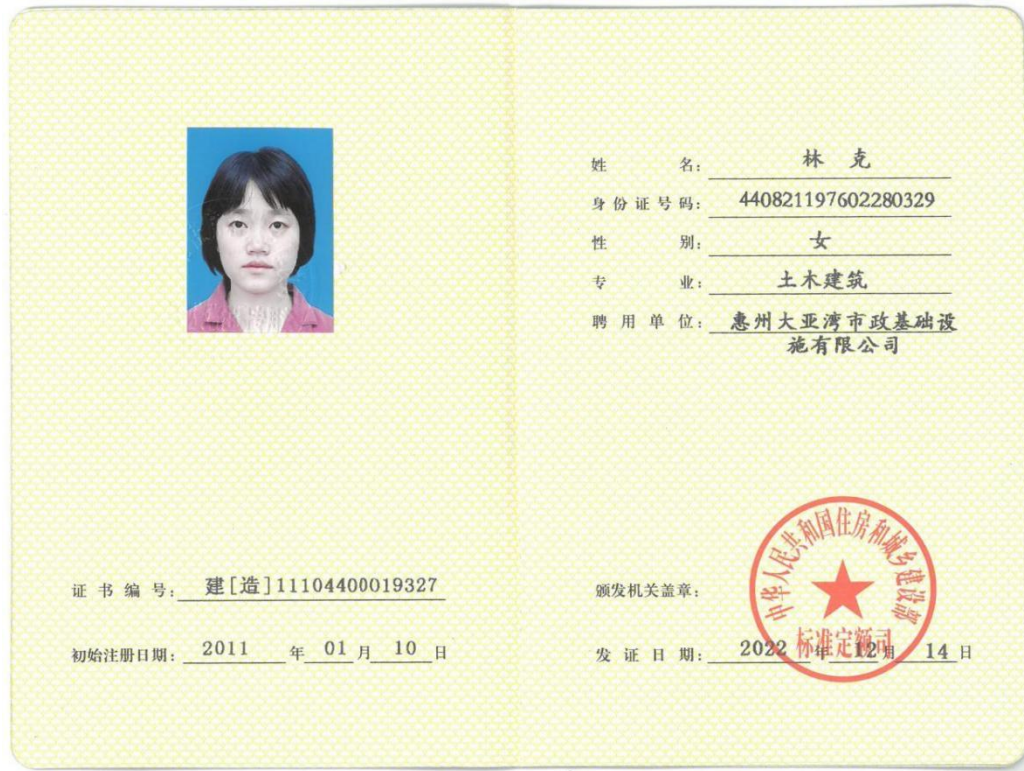 证书编号：建[造]11104400019327
初始注册日期：2011年01月10日
姓名：林克
身份证号码：440821197602280329
性别：女
专业：土木建筑
聘用单位：惠州大亚湾市政基础设
施有限公司
中华人民共和国住房和城乡建设部
标准定额司
颁发机关盖章：
发证日期：2022年12月14日